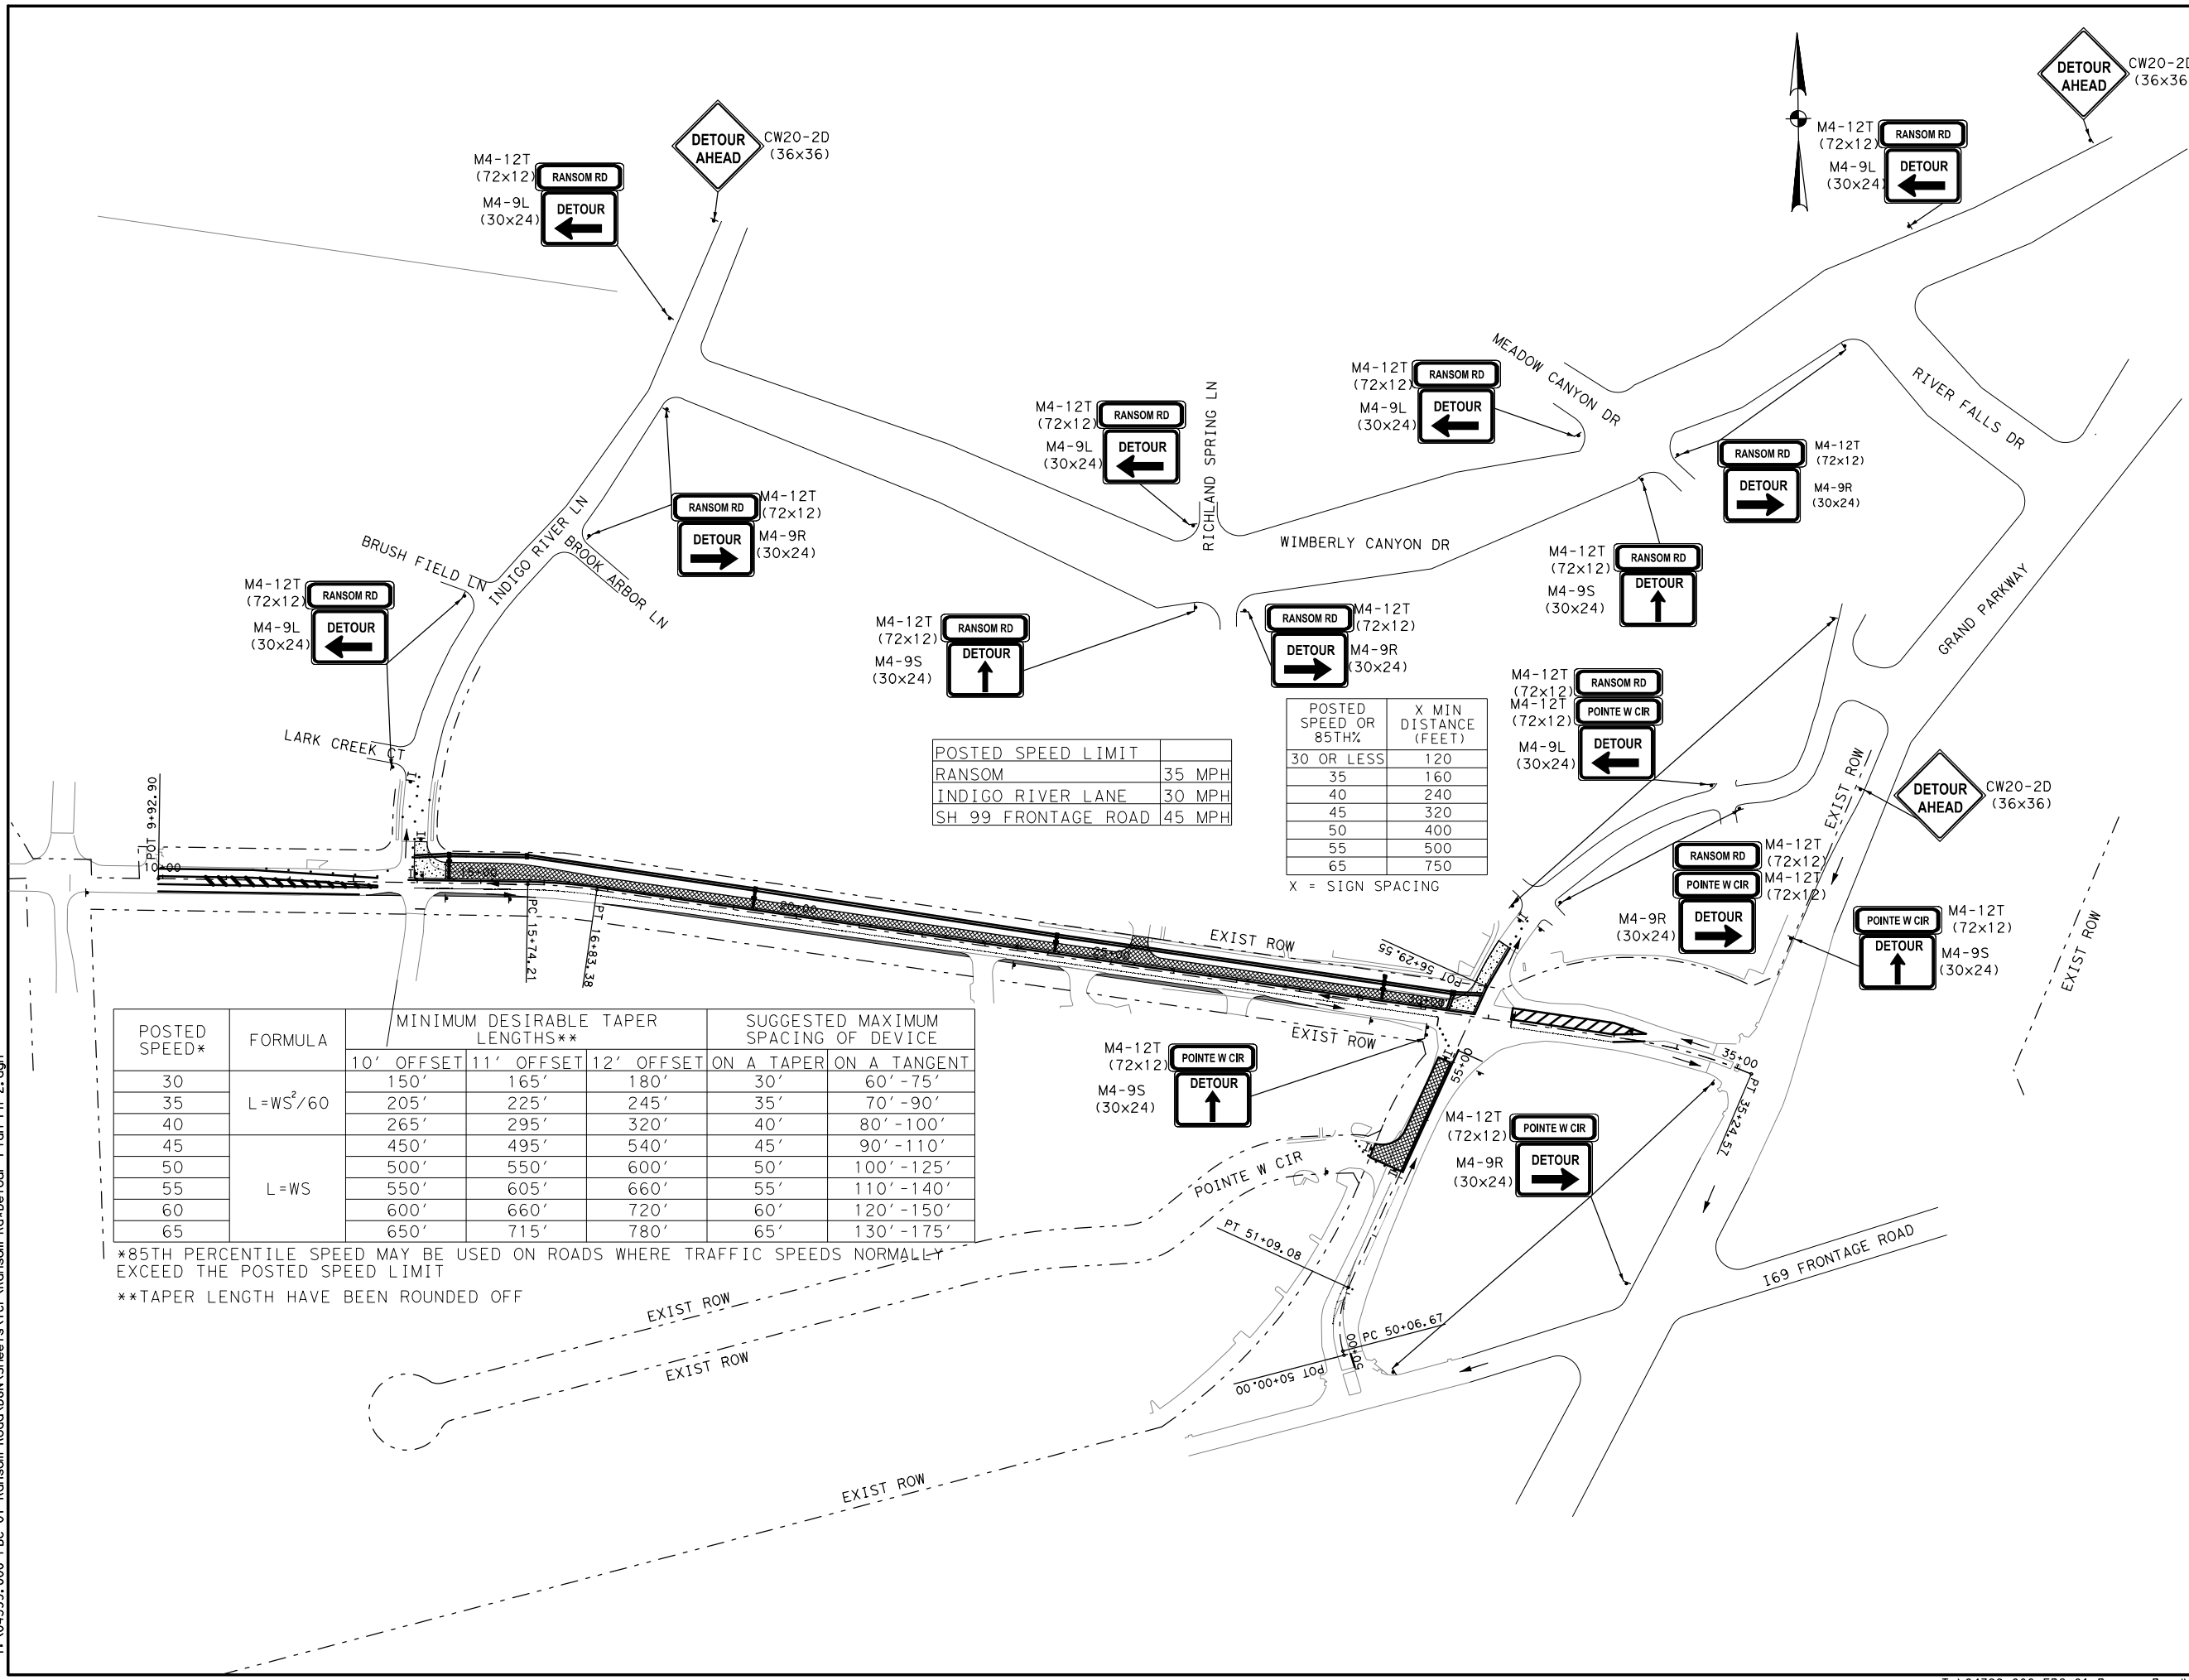 DETOUR
AHEAD
CW20-2D
(36x36)
DETOUR
AHEAD
CW20-2D
(36x36
M4-12T
(72x12)
RANSOM RD
M4-9L
(30x24)
DETOUR
M4-12T
(72x12)
RANSOM RD
M4-9L
(30x24)
DETOUR
M4-12T
(72x12)
RANSOM RD
M4-9L
(30x24)
DETOUR
MEADOW CANYON DR
RIVER FALLS DR
M4-12T
(72x12)
RANSOM RD
M4-9L
(30x24)
DETOUR
RICHLAND SPRING LN
RANSOM RD
M4-12T
(72x12)
DETOUR
M4-9R
(30x24)
RANSOM RD
M4-12T
(72x12)
DETOUR
M4-9R
(30x24)
BRUSH FIELD LN
INDIGO RIVER LN
BROOK ARBOR LN
WIMBERLY CANYON DR
M4-12T
(72x12)
RANSOM RD
M4-9S
(30x24)
DETOUR
M4-12T
(72x12)
RANSOM RD
M4-9L
(30x24)
DETOUR
M4-12T
(72x12)
RANSOM RD
M4-9S
(30x24)
DETOUR
RANSOM RD
M4-12T
(72x12)
DETOUR
M4-9R
(30x24)
GRAND PARKWAY
M4-12T
(72x12)
RANSOM RD
M4-12T
(72x12)
POINTE W CIR
M4-9L
(30x24)
DETOUR
LARK CREEK CT
POSTED SPEED LIMIT
RANSOM 35 MPH
INDIGO RIVER LANE 30 MPH
SH 99 FRONTAGE ROAD 45 MPH
POSTED SPEED OR 85TH% X MIN DISTANCE (FEET)
30 OR LESS 120
35 160
40 240
45 320
50 400
55 500
65 750
X = SIGN SPACING
EXIST ROW
DETOUR
AHEAD
CW20-2D
(36x36)
RANSOM RD
M4-12T
(72x12)
POINTE W CIR
M4-12T
(72x12)
M4-9R
(30x24)
DETOUR
POINTE W CIR
M4-12T
(72x12)
DETOUR
M4-9S
(30x24)
EXIST ROW
POT 9+92.90
10+00
15+00
PC 15+74.21
PT 16+83.38
20+00
25+00
EXIST ROW
POT 56+29.55
30+00
EXIST ROW
35+00
PT 35+24.57
55+00
M4-12T
(72x12)
POINTE W CIR
M4-9S
(30x24)
DETOUR
M4-12T
(72x12)
POINTE W CIR
M4-9R
(30x24)
DETOUR
POSTED SPEED* FORMULA MINIMUM DESIRABLE TAPER LENGTHS** SUGGESTED MAXIMUM SPACING OF DEVICE
10' OFFSET 11' OFFSET 12' OFFSET ON A TAPER ON A TANGENT
30 150' 165' 180' 30' 60'-75'
35 L=WS²/60 205' 225' 245' 35' 70'-90'
40 265' 295' 320' 40' 80'-100'
45 450' 495' 540' 45' 90'-110'
50 500' 550' 600' 50' 100'-125'
55 L=WS 550' 605' 660' 55' 110'-140'
60 600' 660' 720' 60' 120'-150'
65 650' 715' 780' 65' 130'-175'
*85TH PERCENTILE SPEED MAY BE USED ON ROADS WHERE TRAFFIC SPEEDS NORMALLY
EXCEED THE POSTED SPEED LIMIT
**TAPER LENGTH HAVE BEEN ROUNDED OFF
POINTE W CIR
PT 51+09.08
I69 FRONTAGE ROAD
EXIST ROW
EXIST ROW
PC 50+06.67
50+00
POT 50+00.00
EXIST ROW